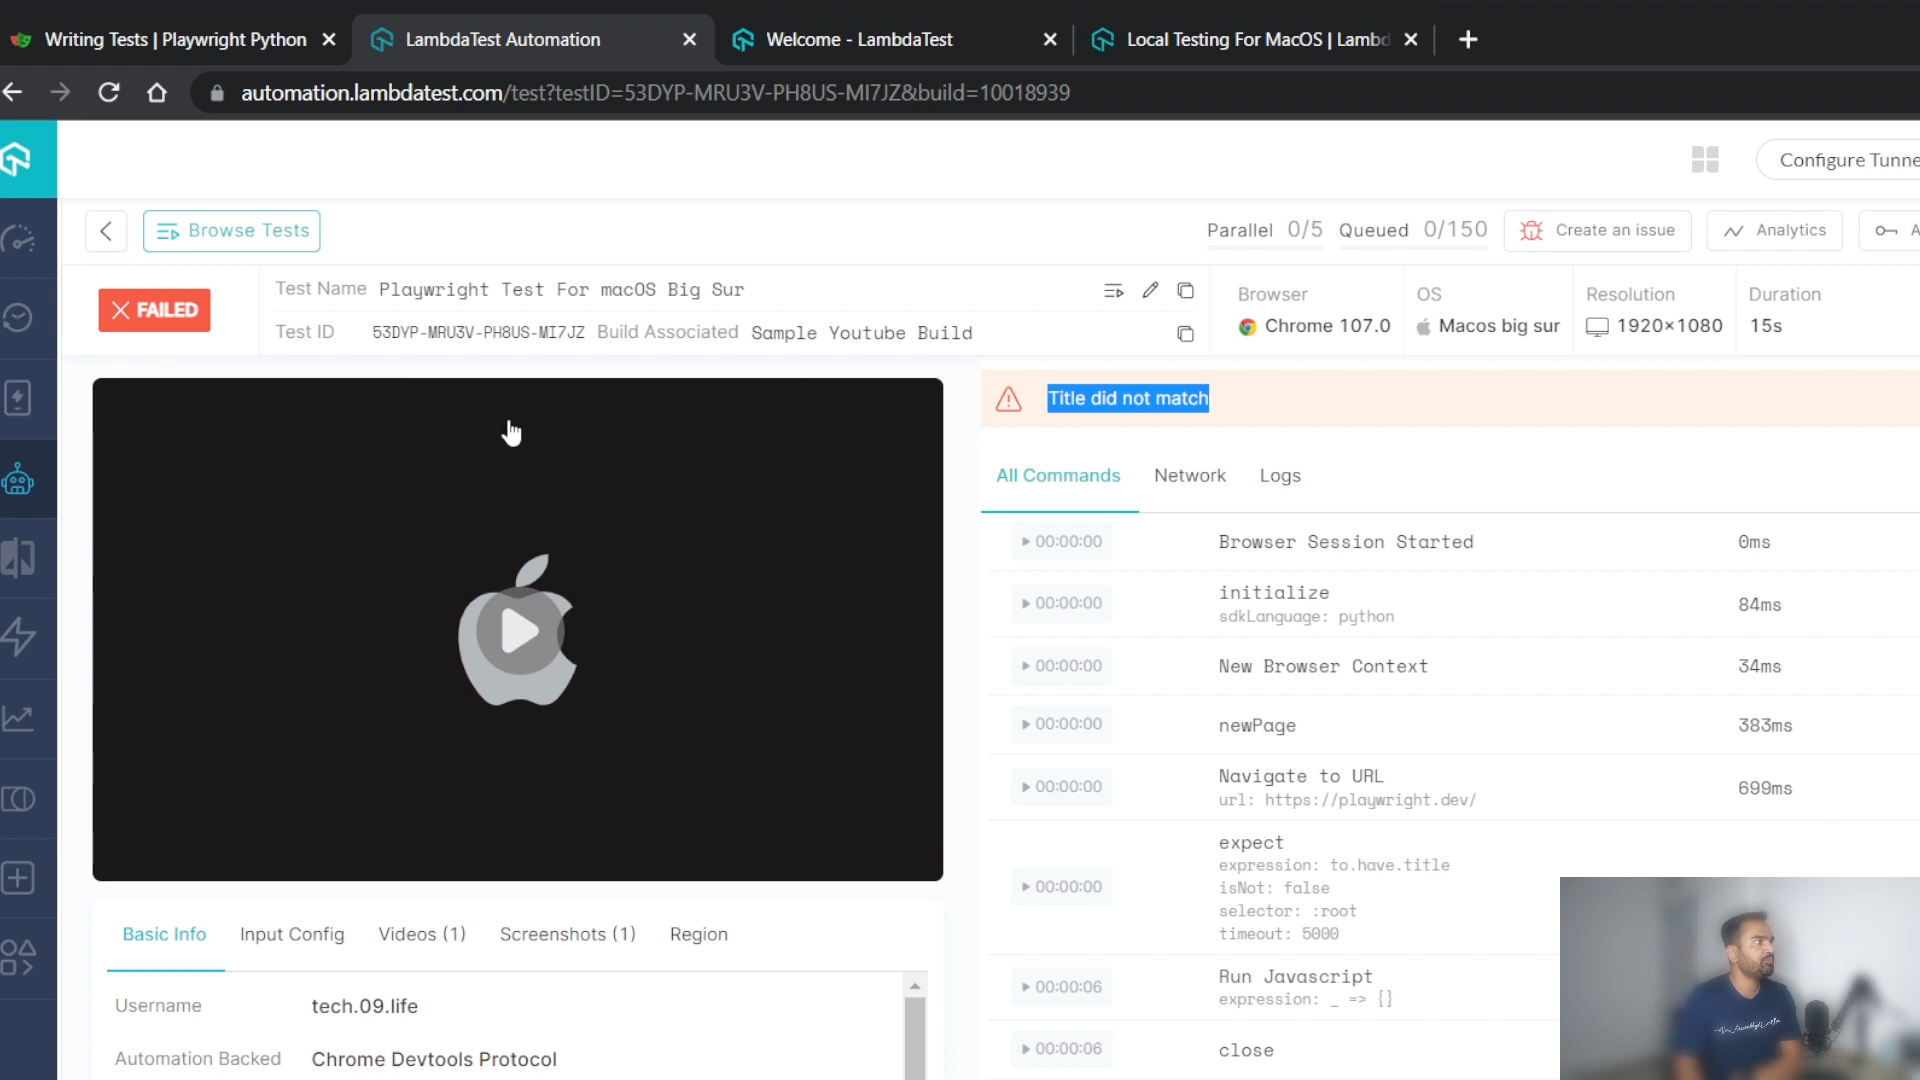 Writing Tests | Playwright Python
LambdaTest Automation
Welcome - LambdaTest
Local Testing For MacOS | Lambd
automation.lambdatest.com/test?testID=53DYP-MRU3V-PH8US-MI7JZ&build=10018939
Configure Tunne
Browse Tests
Parallel 0/5 Queued 0/150
Create an issue
Analytics
A
FAILED
Test Name Playwright Test For macOS Big Sur
Test ID 53DYP-MRU3V-PH8US-MI7JZ Build Associated Sample Youtube Build
Browser
Chrome 107.0
OS
Macos big sur
Resolution
1920×1080
Duration
15s
Title did not match
All Commands Network Logs
00:00:00 Browser Session Started 0ms
00:00:00 initialize 84ms
sdkLanguage: python
00:00:00 New Browser Context 34ms
00:00:00 newPage 383ms
00:00:00 Navigate to URL 699ms
url: https://playwright.dev/
00:00:00 expect
expression: to.have.title
isNot: false
selector: :root
timeout: 5000
00:00:06 Run Javascript
expression: _ => {}
00:00:06 close
Basic Info Input Config Videos (1) Screenshots (1) Region
Username tech.09.life
Automation Backed Chrome Devtools Protocol